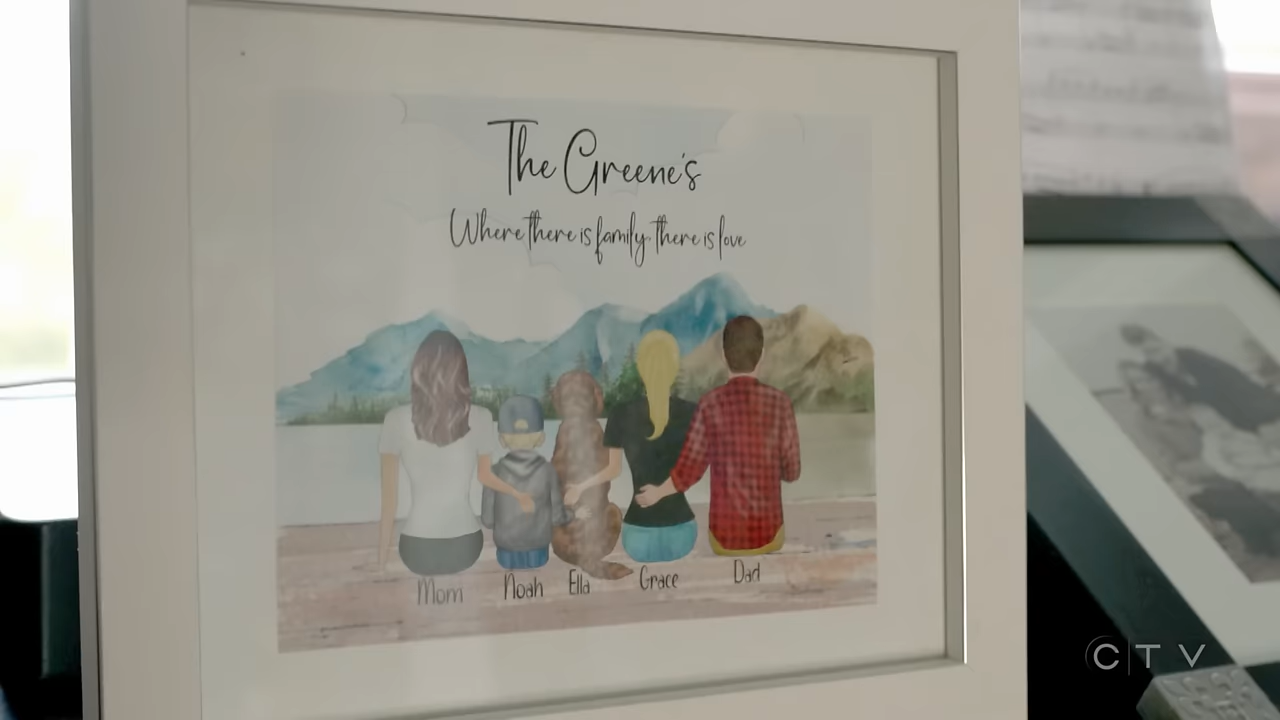 The Greene's
Where there is family there is love
Mom Noah Ella Grace Dad
CTV